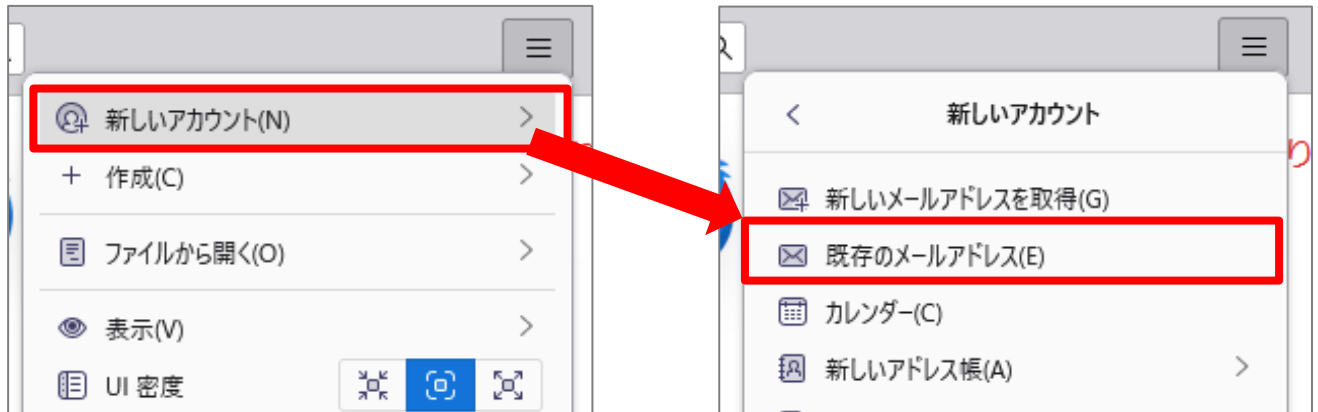 新しいアカウント(N)
作成(C)
ファイルから開く(O)
表示(V)
UI 密度
新しいアカウント
り
新しいメールアドレスを取得(G)
既存のメールアドレス(E)
カレンダー(C)
新しいアドレス帳(A)